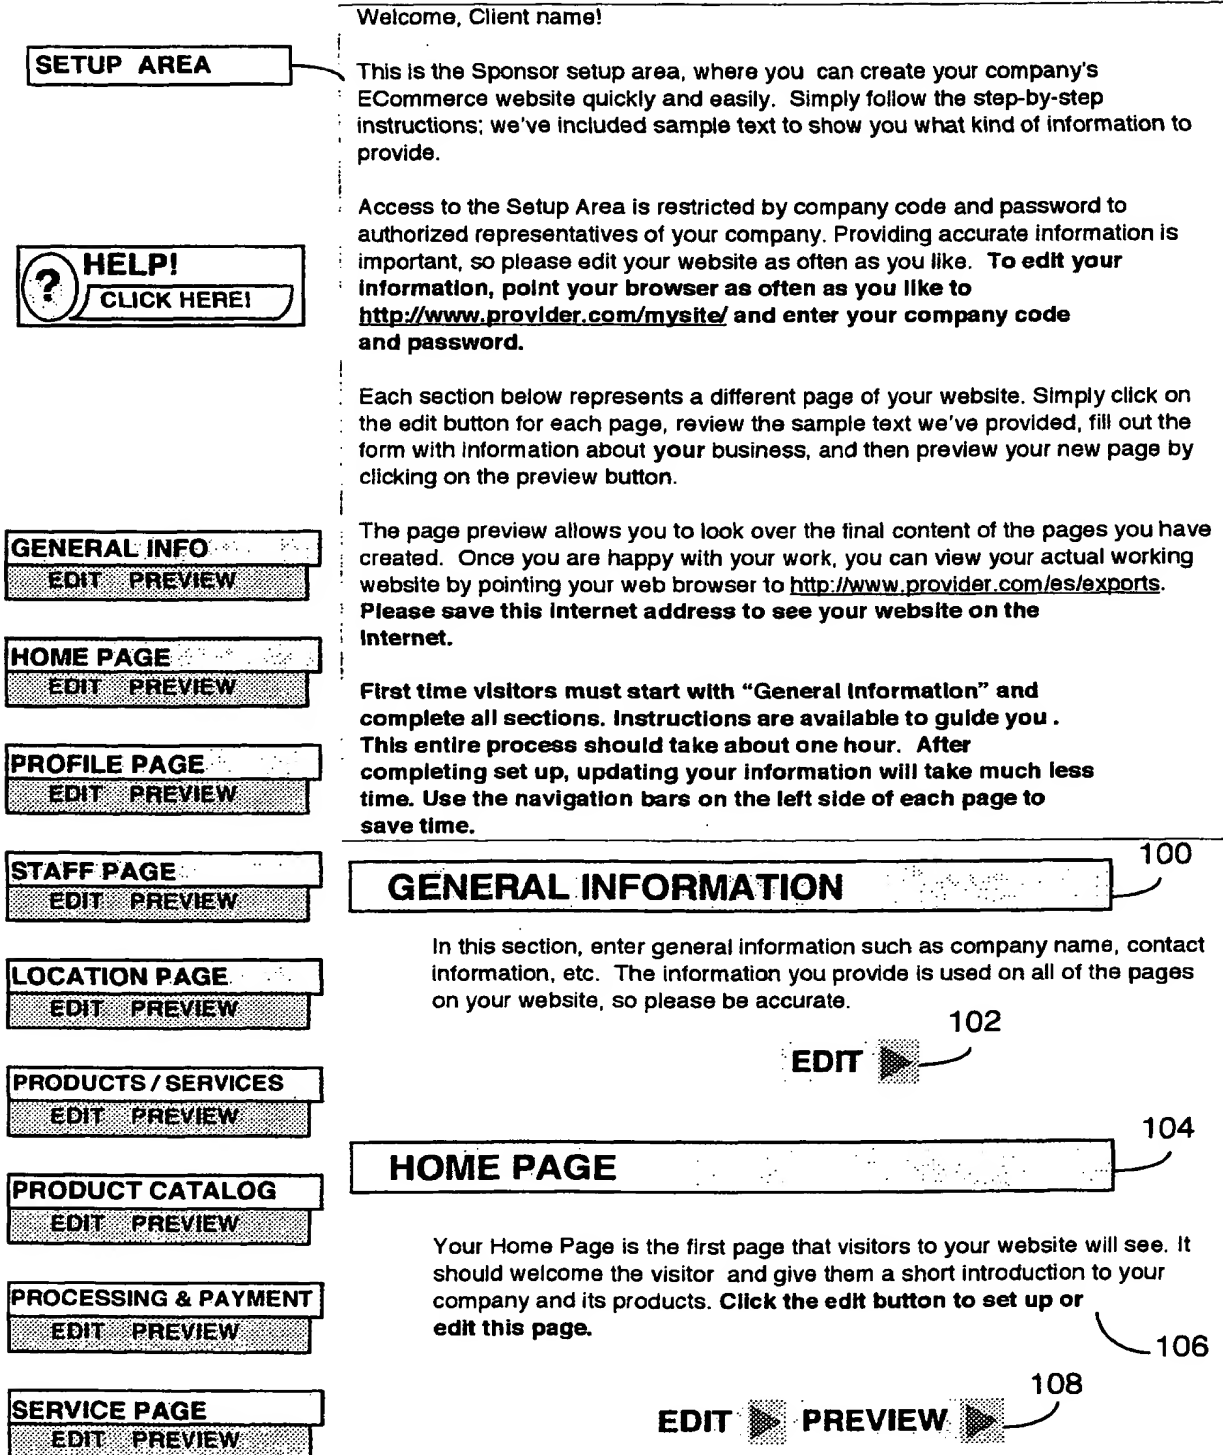 Welcome, Client name!
SETUP AREA
This is the Sponsor setup area, where you can create your company's
ECommerce website quickly and easily. Simply follow the step-by-step
instructions; we've included sample text to show you what kind of information to
provide.
Access to the Setup Area is restricted by company code and password to
authorized representatives of your company. Providing accurate information is
important, so please edit your website as often as you like. To edit your
information, point your browser as often as you like to
http://www.provider.com/mysite/ and enter your company code
and password.
?
HELP!
CLICK HERE!
Each section below represents a different page of your website. Simply click on
the edit button for each page, review the sample text we've provided, fill out the
form with information about your business, and then preview your new page by
clicking on the preview button.
The page preview allows you to look over the final content of the pages you have
created. Once you are happy with your work, you can view your actual working
website by pointing your web browser to http://www.provider.com/es/exports.
Please save this internet address to see your website on the
Internet.
First time visitors must start with “General Information” and
complete all sections. Instructions are available to guide you .
This entire process should take about one hour. After
completing set up, updating your information will take much less
time. Use the navigation bars on the left side of each page to
save time.
GENERAL INFO
EDIT PREVIEW
HOME PAGE
EDIT PREVIEW
PROFILE PAGE
EDIT PREVIEW
STAFF PAGE
EDIT PREVIEW
LOCATION PAGE
EDIT PREVIEW
PRODUCTS / SERVICES
EDIT PREVIEW
PRODUCT CATALOG
EDIT PREVIEW
PROCESSING & PAYMENT
EDIT PREVIEW
SERVICE PAGE
EDIT PREVIEW
100
GENERAL INFORMATION
In this section, enter general information such as company name, contact
information, etc. The information you provide is used on all of the pages
on your website, so please be accurate.
102
EDIT
104
HOME PAGE
Your Home Page is the first page that visitors to your website will see. It
should welcome the visitor and give them a short introduction to your
company and its products. Click the edit button to set up or
edit this page.
106
108
EDIT PREVIEW